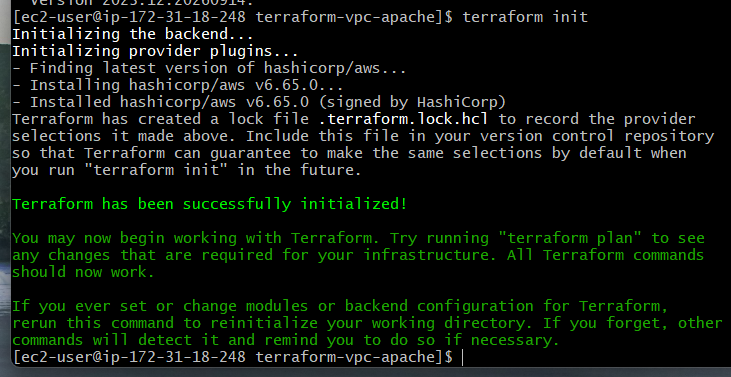 [ec2-user@ip-172-31-18-248 terraform-vpc-apache]$ terraform init
Initializing the backend...
Initializing provider plugins...
- Finding latest version of hashicorp/aws...
- Installing hashicorp/aws v6.65.0...
- Installed hashicorp/aws v6.65.0 (signed by HashiCorp)
Terraform has created a lock file .terraform.lock.hcl to record the provider
selections it made above. Include this file in your version control repository
so that Terraform can guarantee to make the same selections by default when
you run "terraform init" in the future.
Terraform has been successfully initialized!
You may now begin working with Terraform. Try running "terraform plan" to see
any changes that are required for your infrastructure. All Terraform commands
should now work.
If you ever set or change modules or backend configuration for Terraform,
rerun this command to reinitialize your working directory. If you forget, other
commands will detect it and remind you to do so if necessary.
[ec2-user@ip-172-31-18-248 terraform-vpc-apache]$